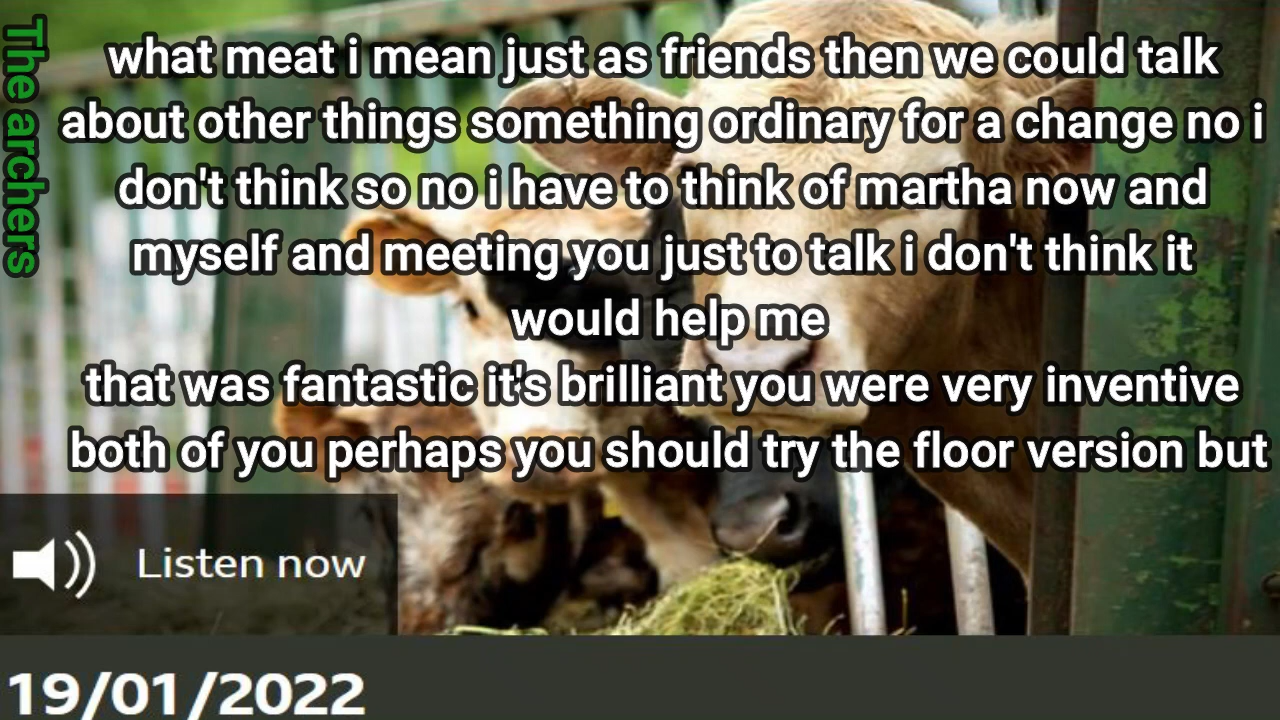 The archers
what meat i mean just as friends then we could talk
about other things something ordinary for a change no i
don't think so no i have to think of martha now and
myself and meeting you just to talk i don't think it
would help me
that was fantastic it's brilliant you were very inventive
both of you perhaps you should try the floor version but
Listen now
19/01/2022